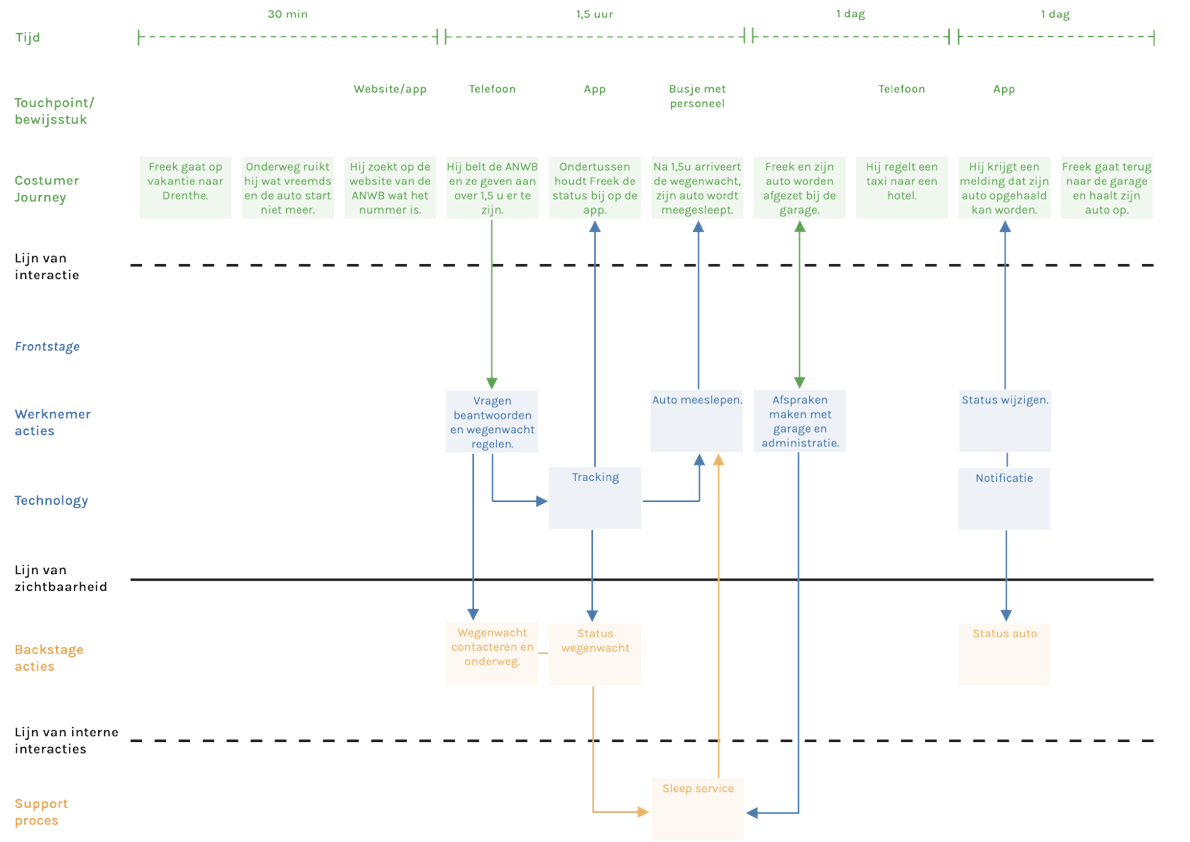 30 min
1,5 uur
1 dag
1 dag
Tijd
Touchpoint/
bewijsstuk
Website/app
Telefoon
App
Busje met
personeel
Telefoon
App
Costumer
Journey
Freek gaat op
vakantie naar
Drenthe.
Onderweg ruikt
hij wat vreemds
en de auto start
niet meer.
Hij zoekt op de
website van de
ANWB wat het
nummer is.
Hij belt de ANWB
en ze geven aan
over 1,5 u er te
zijn.
Ondertussen
houdt Freek de
status bij op de
app.
Na 1,5u arriveert
de wegenwacht,
zijn auto wordt
meegesleept.
Freek en zijn
auto worden
afgezet bij de
garage.
Hij regelt een
taxi naar een
hotel.
Hij krijgt een
melding dat zijn
auto opgehaald
kan worden.
Freek gaat terug
naar de garage
en haalt zijn
auto op.
Lijn van
interactie
Frontstage
Werknemer
acties
Vragen
beantwoorden
en wegenwacht
regelen.
Auto meeslepen.
Afspraken
maken met
garage en
administratie.
Status wijzigen.
Technology
Tracking
Notificatie
Lijn van
zichtbaarheid
Backstage
acties
Wegenwacht
contacteren en
onderweg.
Status
wegenwacht
Status auto
Lijn van interne
interacties
Support
proces
Sleep service